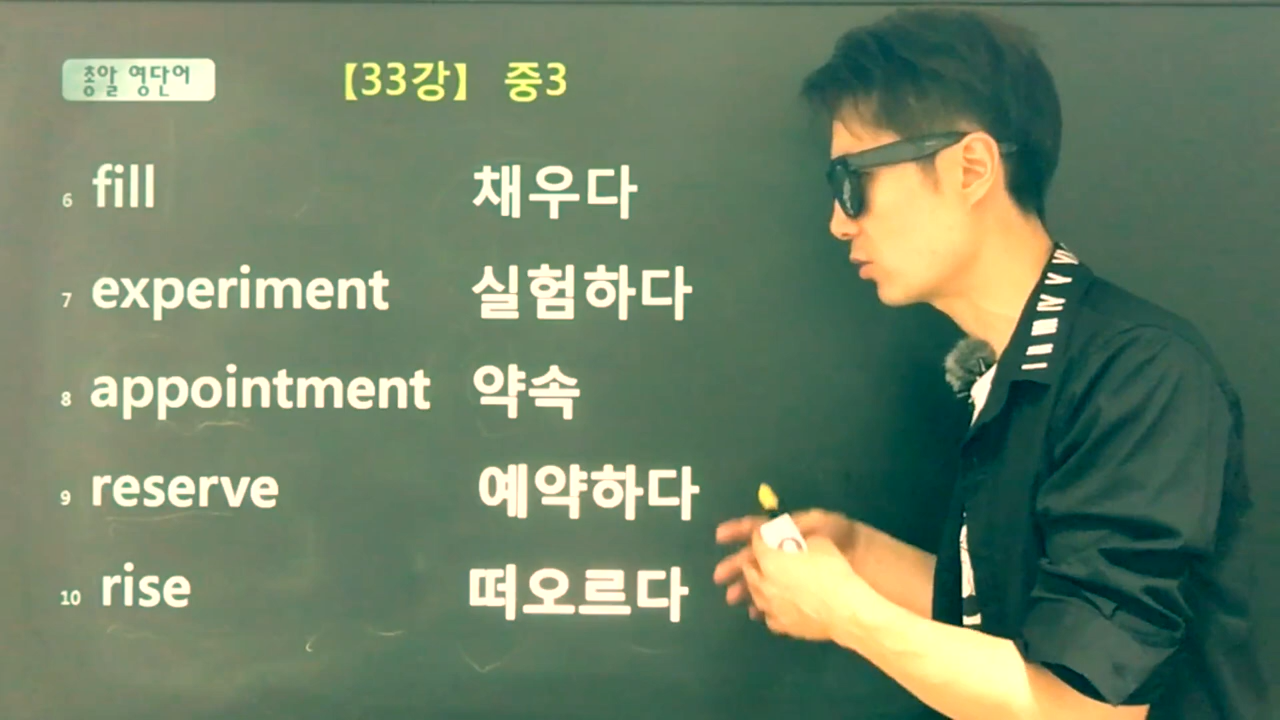 총알 영단어
【33강】 중3
6 fill 채우다
7 experiment 실험하다
8 appointment 약속
9 reserve 예약하다
10 rise 떠오르다